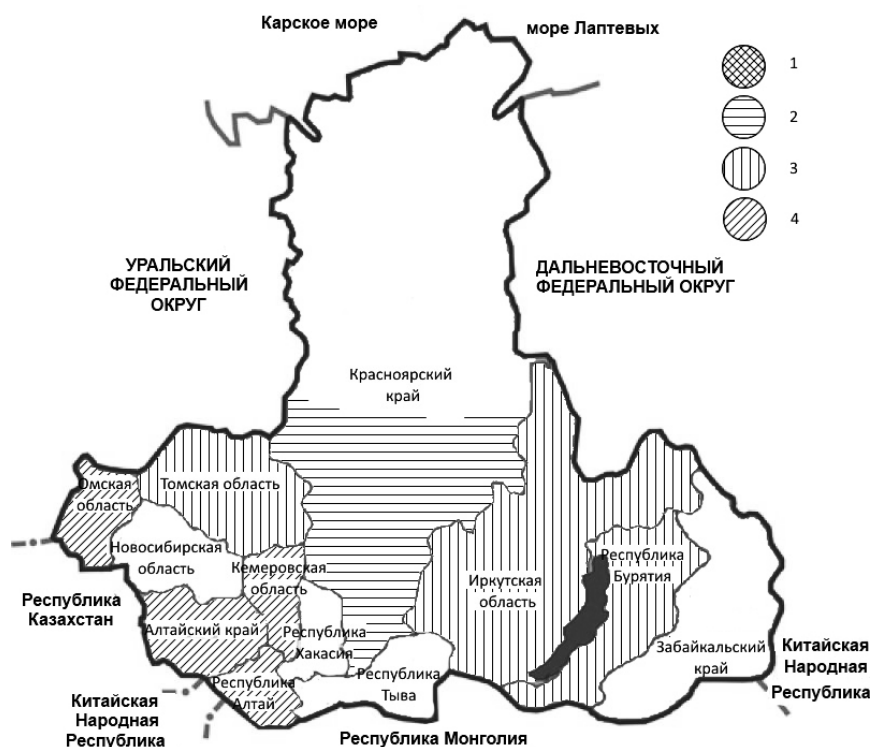 Карское море
море Лаптевых
1
2
3
4
УРАЛЬСКИЙ
ФЕДЕРАЛЬНЫЙ
ОКРУГ
ДАЛЬНЕВОСТОЧНЫЙ
ФЕДЕРАЛЬНЫЙ ОКРУГ
Красноярский
край
Омская
область
Томская область
Новосибирская
область
Кемеровская
область
Иркутская
область
Республика
Бурятия
Республика
Казахстан
Алтайский край
Республика
Хакасия
Забайкальский
край
Китайская
Народная
Республика
Республика
Алтай
Республика
Тыва
Китайская
Народная
Республика
Республика Монголия